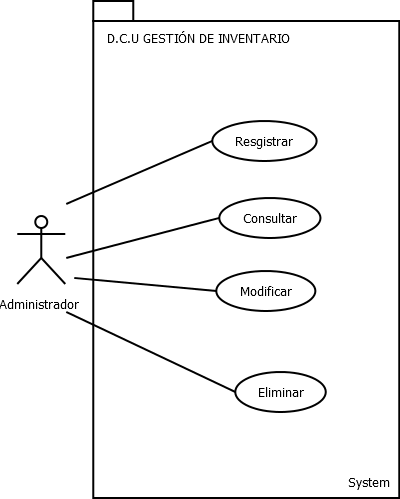 D.C.U GESTIÓN DE INVENTARIO
Resgistrar
Consultar
Modificar
Administrador
Eliminar
System